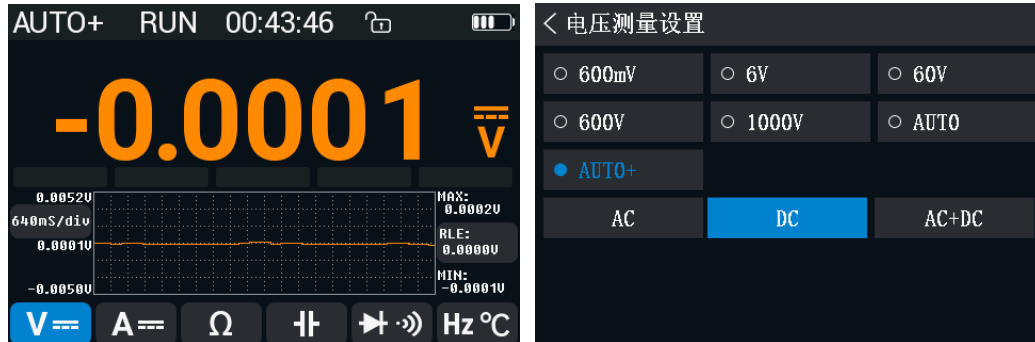 AUTO+ RUN 00:43:46
-0.0001 V
0.0052V
MAX:
0.0002V
640mS/div
RLE:
0.0000V
0.0001V
MIN:
-0.0001V
-0.0050V
V A Ω Hz °C
电压测量设置
600mV 6V 60V
600V 1000V AUTO
AUTO+
AC DC AC+DC